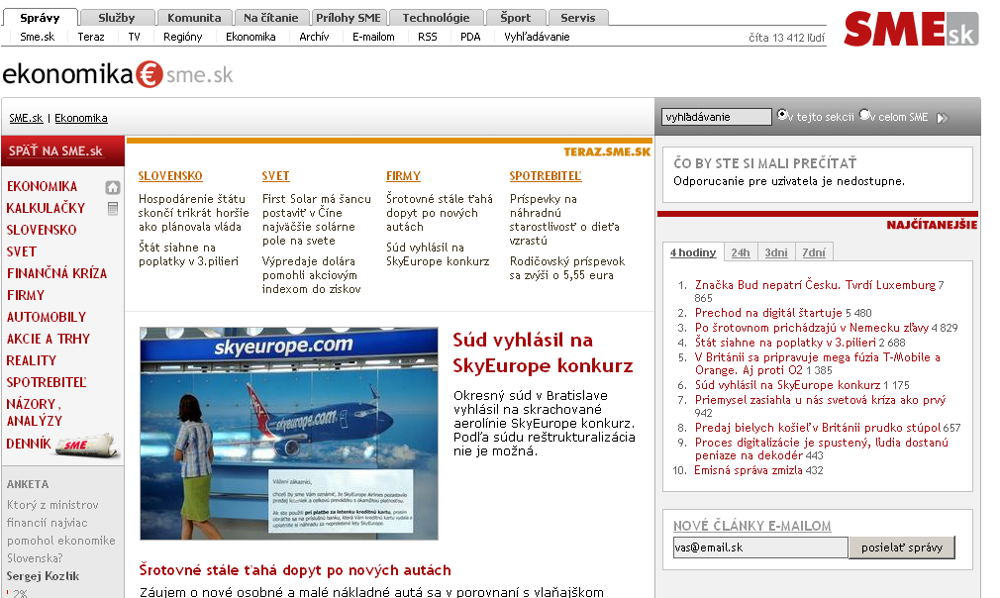 Správy Služby Komunita Na čítanie Prílohy SME Technológie Šport Servis
Sme.sk Teraz TV Regióny Ekonomika Archív E-mailom RSS PDA Vyhľadávanie
číta 13 412 ľudí
SME.sk
ekonomika € sme.sk
SME.sk | Ekonomika
vyhľadávanie v tejto sekcii v celom SME
SPÄŤ NA SME.sk
EKONOMIKA
KALKULAČKY
SLOVENSKO
SVET
FINANČNÁ KRÍZA
FIRMY
AUTOMOBILY
AKCIE A TRHY
REALITY
SPOTREBITEĽ
NÁZORY,
ANALÝZY
DENNÍK SME
ANKETA
Ktorý z ministrov
financií najviac
pomohol ekonomike
Slovenska?
Sergej Kozlík
2%
TERAZ.SME.SK
SLOVENSKO
Hospodárenie štátu
skončí trikrát horšie
ako plánovala vláda
Štát siahne na
poplatky v 3.pilieri
SVET
First Solar má šancu
postaviť v Číne
najväčšie solárne
pole na svete
Výpredaje dolára
pomohli akciovým
indexom do ziskov
FIRMY
Šrotovné stále ťahá
dopyt po nových
autách
Súd vyhlásil na
SkyEurope konkurz
SPOTREBITEĽ
Príspevky na
náhradnú
starostlivosť o dieťa
vzrastú
Rodičovský príspevok
sa zvýši o 5,55 eura
skyeurope.com
skyeurope.com
Vážení zákazníci,
Súd vyhlásil na
SkyEurope konkurz
Okresný súd v Bratislave
vyhlásil na skrachované
aerolínie SkyEurope konkurz.
Podľa súdu reštrukturalizácia
nie je možná.
Šrotovné stále ťahá dopyt po nových autách
Záujem o nové osobné a malé nákladné autá sa v porovnaní s vlaňajškom
ČO BY STE SI MALI PREČÍTAŤ
Odporucanie pre uzivatela je nedostupne.
NAJČÍTANEJŠIE
4 hodiny 24h 3dni 7dní
1. Značka Bud nepatrí Česku. Tvrdí Luxemburg 7
865
2. Prechod na digitál štartuje 5 480
3. Po šrotovnom prichádzajú v Nemecku zľavy 4 829
4. Štát siahne na poplatky v 3.pilieri 2 688
5. V Británii sa pripravuje mega fúzia T-Mobile a
Orange. Aj proti O2 1 385
6. Súd vyhlásil na SkyEurope konkurz 1 175
7. Priemysel zasiahla u nás svetová kríza ako prvý
942
8. Predaj bielych košieľ v Británii prudko stúpol 657
9. Proces digitalizácie je spustený, ľudia dostanú
peniaze na dekodér 443
10. Emisná správa zmizla 432
NOVÉ ČLÁNKY E-MAILOM
vas@email.sk posielať správy